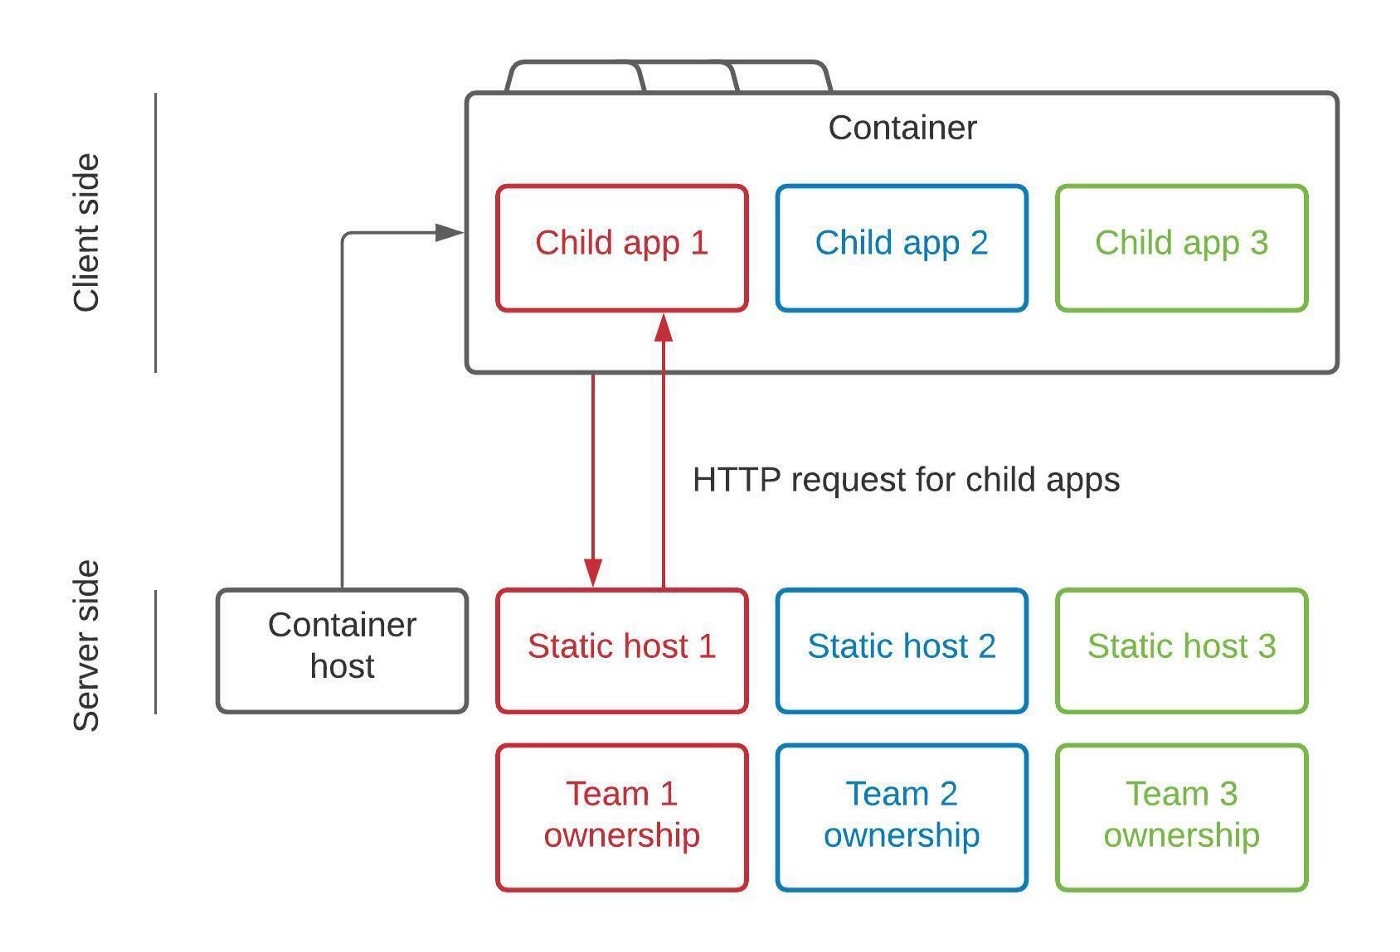 Client side
Container
Child app 1
Child app 2
Child app 3
HTTP request for child apps
Server side
Container
host
Static host 1
Static host 2
Static host 3
Team 1
ownership
Team 2
ownership
Team 3
ownership